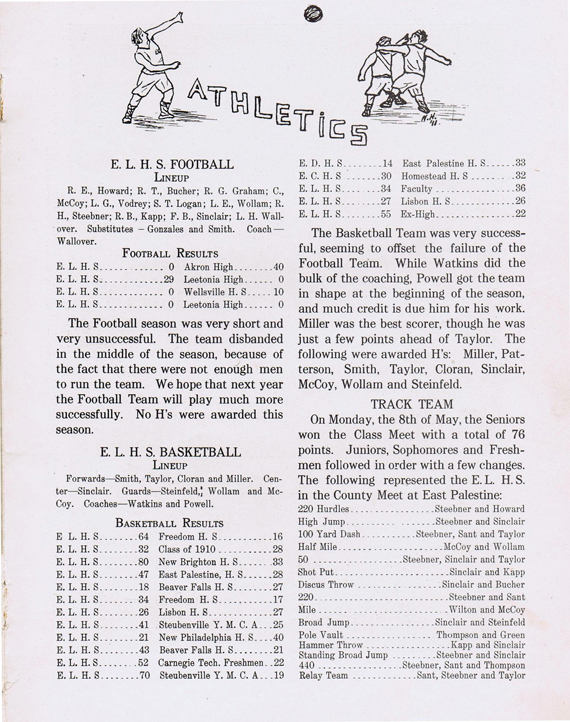 ATHLETICS
H. H. '11
E. L. H. S. FOOTBALL
LINEUP
R. E., Howard; R. T., Bucher; R. G. Graham; C.,
McCoy; L. G., Vodrey; S. T. Logan; L. E., Wollam; R.
H., Steebner; R. B., Kapp; F. B., Sinclair; L. H. Wall-
over. Substitutes – Gonzales and Smith. Coach —
Wallover.
FOOTBALL RESULTS
E. L. H. S............ 0 Akron High.......40
E. L. H. S............29 Leetonia High...... 0
E. L. H. S............ 0 Wellsville H. S.....10
E. L. H. S............ 0 Leetonia High...... 0
The Football season was very short and
very unsuccessful. The team disbanded
in the middle of the season, because of
the fact that there were not enough men
to run the team. We hope that next year
the Football Team will play much more
successfully. No H's were awarded this
season.
E. L. H. S. BASKETBALL
LINEUP
Forwards—Smith, Taylor, Cloran and Miller. Cen-
ter—Sinclair. Guards—Steinfeld, Wollam and Mc-
Coy. Coaches—Watkins and Powell.
BASKETBALL RESULTS
E L. H. S........64 Freedom H. S...........16
E. L. H. S........32 Class of 1910 ..........28
E. L. H. S........80 New Brighton H. S......33
E. L. H. S........47 East Palestine, H. S.....28
E. L. H. S........18 Beaver Falls H. S.......27
E. L. H. S........34 Freedom H. S...........17
E. L. H. S........26 Lisbon H. S............27
E. L. H. S........41 Steubenville Y. M. C. A...25
E. L. H. S........21 New Philadelphia H. S....40
E. L. H. S........43 Beaver Falls H. S.......21
E. L. H. S........52 Carnegie Tech. Freshmen..22
E. L. H. S........70 Steubenville Y. M. C. A...19
E. D. H. S........14 East Palestine H. S......33
E. C. H. S........30 Homestead H. S .........32
E. L. H. S........34 Faculty ................36
E. L. H. S........27 Lisbon H. S............26
E. L. H. S........55 Ex-High................22
The Basketball Team was very success-
ful, seeming to offset the failure of the
Football Team. While Watkins did the
bulk of the coaching, Powell got the team
in shape at the beginning of the season,
and much credit is due him for his work.
Miller was the best scorer, though he was
just a few points ahead of Taylor. The
following were awarded H's: Miller, Pat-
terson, Smith, Taylor, Cloran, Sinclair,
McCoy, Wollam and Steinfeld.
TRACK TEAM
On Monday, the 8th of May, the Seniors
won the Class Meet with a total of 76
points. Juniors, Sophomores and Fresh-
men followed in order with a few changes.
The following represented the E. L. H. S.
in the County Meet at East Palestine:
220 Hurdles.................Steebner and Howard
High Jump.................Steebner and Sinclair
100 Yard Dash...........Steebner, Sant and Taylor
Half Mile.....................McCoy and Wollam
50 .....................Steebner, Sinclair and Taylor
Shot Put.......................Sinclair and Kapp
Discus Throw .................Sinclair and Bucher
220...........................Steebner and Sant
Mile..........................Wilton and McCoy
Broad Jump.................Sinclair and Steinfeld
Pole Vault .................Thompson and Green
Hammer Throw.................Kapp and Sinclair
Standing Broad Jump ........Steebner and Sinclair
440 .................Steebner, Sant and Thompson
Relay Team .............Sant, Steebner and Taylor